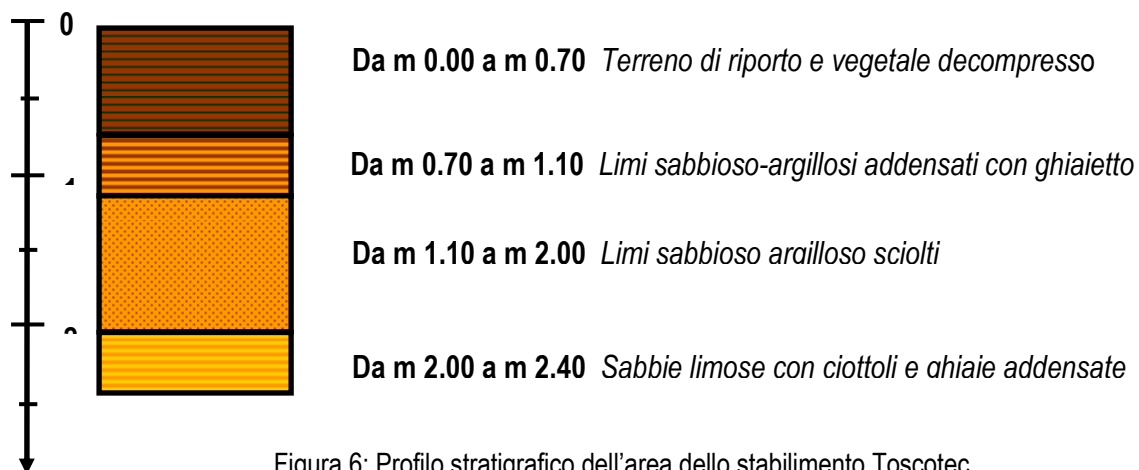 0
Da m 0.00 a m 0.70 Terreno di riporto e vegetale decompresso
Da m 0.70 a m 1.10 Limi sabbioso-argillosi addensati con ghiaietto
Da m 1.10 a m 2.00 Limi sabbioso argilloso sciolti
Da m 2.00 a m 2.40 Sabbie limose con ciottoli e ghiaie addensate
Figura 6: Profilo stratigrafico dell'area dello stabilimento Toscotec